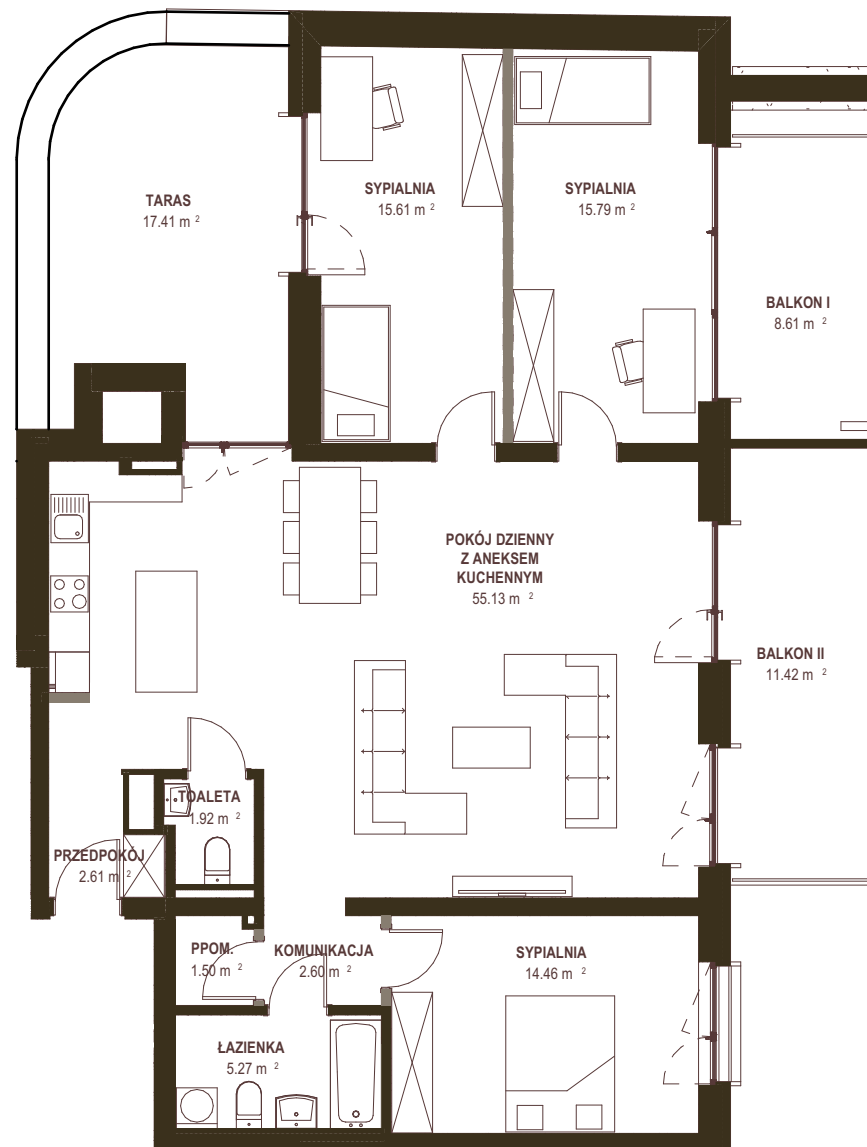 TARAS
17.41 m ²
SYPIALNIA
15.61 m ²
SYPIALNIA
15.79 m ²
BALKON I
8.61 m ²
POKÓJ DZIENNY
Z ANEKSEM
KUCHENNYM
55.13 m ²
BALKON II
11.42 m ²
TOALETA
1.92 m ²
PRZEDPOKÓJ
2.61 m ²
PPOM.
1.50 m ²
KOMUNIKACJA
2.60 m ²
SYPIALNIA
14.46 m ²
ŁAZIENKA
5.27 m ²